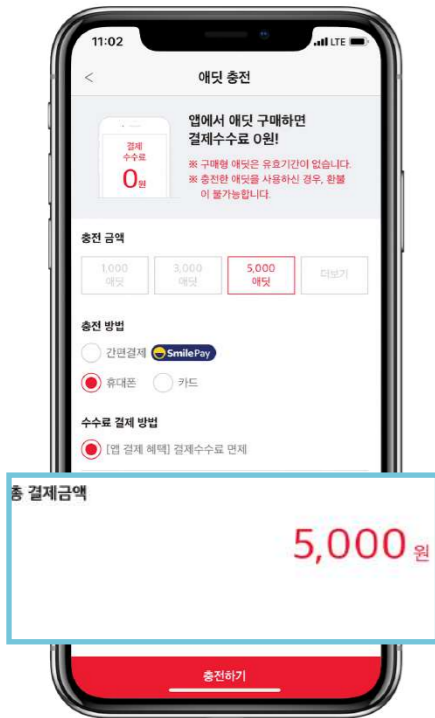 11:02
LTE
<
애딧 충전
앱에서 애딧 구매하면
결제수수료 0원!
결제
수수료
0원
※ 구매형 애딧은 유효기간이 없습니다.
※ 충전한 애딧을 사용하신 경우, 환불
이 불가능합니다.
충전 금액
1,000
애딧
3,000
애딧
5,000
애딧
더보기
충전 방법
간편결제 SmilePay
휴대폰 카드
수수료 결제 방법
[앱 결제 혜택] 결제수수료 면제
총 결제금액
5,000 원
충전하기